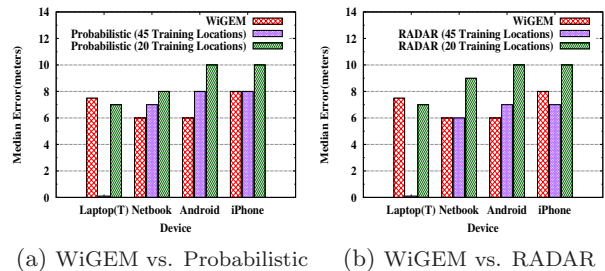 14
12
10
8
6
4
2
0
Median Error(meters)
WiGEM
Probabilistic (45 Training Locations)
Probabilistic (20 Training Locations)
Laptop(T) Netbook Android iPhone
Device
(a) WiGEM vs. Probabilistic
14
12
10
8
6
4
2
0
Median Error(meters)
WiGEM
RADAR (45 Training Locations)
RADAR (20 Training Locations)
Laptop(T) Netbook Android iPhone
Device
(b) WiGEM vs. RADAR